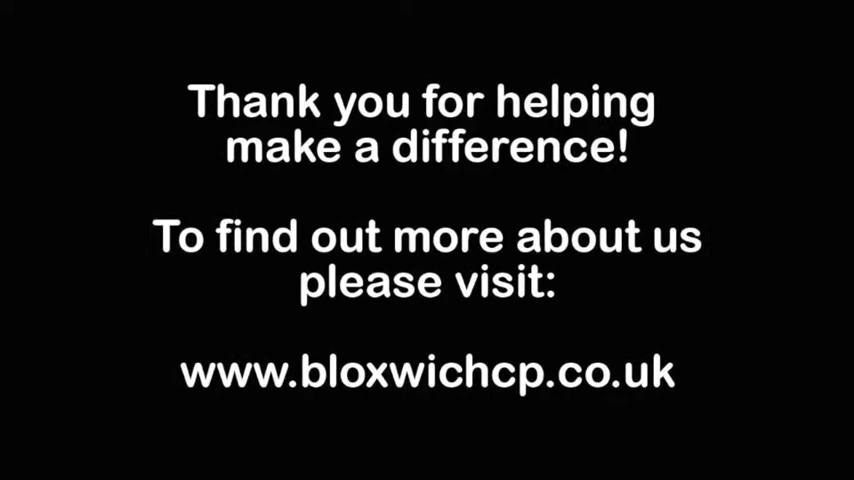 Thank you for helping
make a difference!
To find out more about us
please visit:
www.bloxwichcp.co.uk